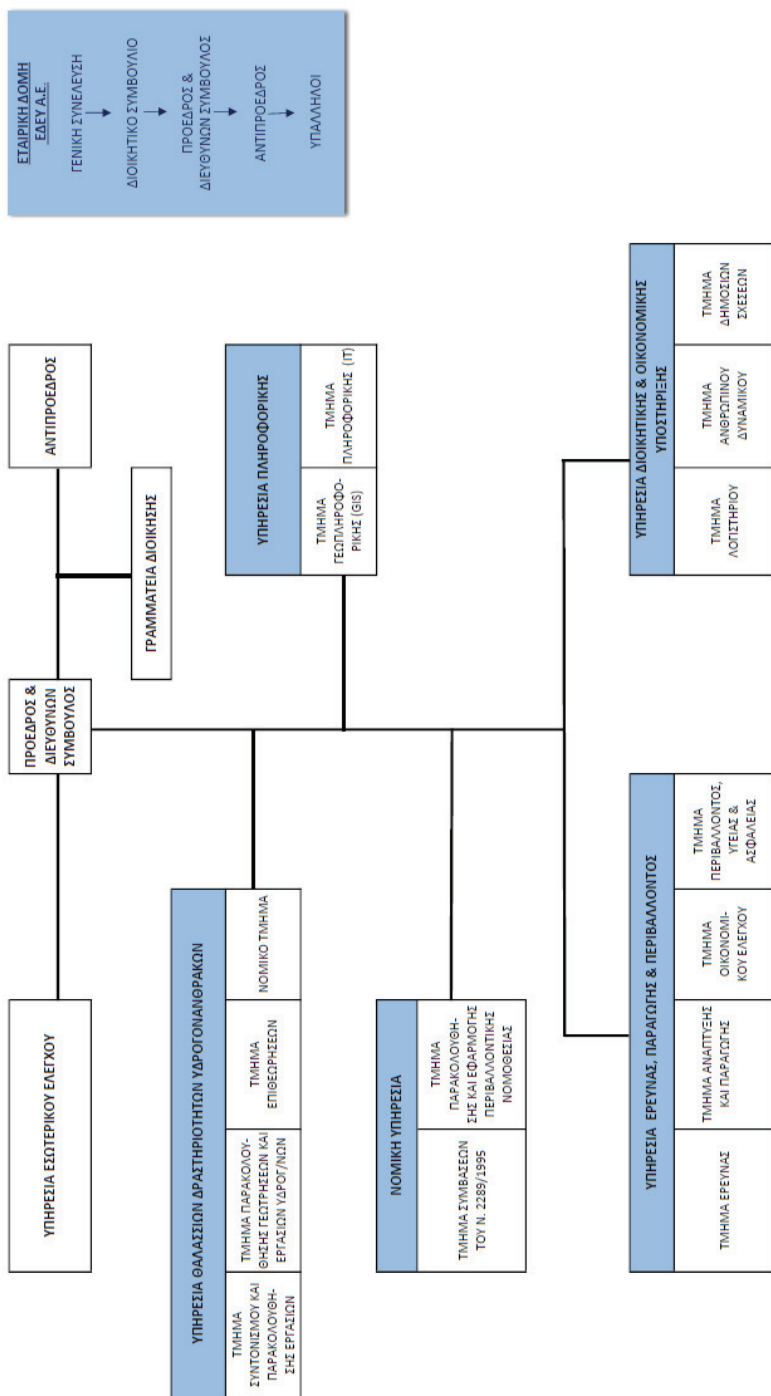 ΕΤΑΙΡΙΚΗ ΔΟΜΗ
ΕΔΕΥ Α.Ε.
ΓΕΝΙΚΗ ΣΥΝΕΛΕΥΣΗ
ΔΙΟΙΚΗΤΙΚΟ ΣΥΜΒΟΥΛΙΟ
ΠΡΟΕΔΡΟΣ &
ΔΙΕΥΘΥΝΩΝ ΣΥΜΒΟΥΛΟΣ
ΑΝΤΙΠΡΟΕΔΡΟΣ
ΥΠΑΛΛΗΛΟΙ
ΥΠΗΡΕΣΙΑ ΕΣΩΤΕΡΙΚΟΥ ΕΛΕΓΧΟΥ
ΠΡΟΕΔΡΟΣ &
ΔΙΕΥΘΥΝΩΝ
ΣΥΜΒΟΥΛΟΣ
ΑΝΤΙΠΡΟΕΔΡΟΣ
ΓΡΑΜΜΑΤΕΙΑ ΔΙΟΙΚΗΣΗΣ
ΥΠΗΡΕΣΙΑ ΘΑΛΑΣΣΙΩΝ ΔΡΑΣΤΗΡΙΟΤΗΤΩΝ ΥΔΡΟΓΟΝΑΝΘΡΑΚΩΝ
ΤΜΗΜΑ
ΣΥΝΤΟΝΙΣΜΟΥ ΚΑΙ
ΠΑΡΑΚΟΛΟΥΘΗ-
ΣΗΣ ΕΡΓΑΣΙΩΝ
ΤΜΗΜΑ ΠΑΡΑΚΟΛΟΥ-
ΘΗΣΗΣ ΓΕΩΤΡΗΣΕΩΝ ΚΑΙ
ΕΡΓΑΣΙΩΝ ΥΔΡΟΓ/ΝΩΝ
ΤΜΗΜΑ
ΕΠΙΘΕΩΡΗΣΕΩΝ
ΝΟΜΙΚΟ ΤΜΗΜΑ
ΥΠΗΡΕΣΙΑ ΠΛΗΡΟΦΟΡΙΚΗΣ
ΤΜΗΜΑ
ΓΕΩΠΛΗΡΟΦΟ-
ΡΙΚΗΣ (GIS)
ΤΜΗΜΑ
ΠΛΗΡΟΦΟΡΙΚΗΣ (IT)
ΝΟΜΙΚΗ ΥΠΗΡΕΣΙΑ
ΤΜΗΜΑ ΣΥΜΒΑΣΕΩΝ
ΤΟΥ Ν. 2289/1995
ΤΜΗΜΑ
ΠΑΡΑΚΟΛΟΥΘΗ-
ΣΗΣ ΚΑΙ ΕΦΑΡΜΟΓΗΣ
ΠΕΡΙΒΑΛΛΟΝΤΙΚΗΣ
ΝΟΜΟΘΕΣΙΑΣ
ΥΠΗΡΕΣΙΑ ΕΡΕΥΝΑΣ, ΠΑΡΑΓΩΓΗΣ & ΠΕΡΙΒΑΛΛΟΝΤΟΣ
ΤΜΗΜΑ ΕΡΕΥΝΑΣ
ΤΜΗΜΑ ΑΝΑΠΤΥΞΗΣ
ΚΑΙ ΠΑΡΑΓΩΓΗΣ
ΤΜΗΜΑ
ΟΙΚΟΝΟΜΙ-
ΚΟΥ ΕΛΕΓΧΟΥ
ΤΜΗΜΑ
ΠΕΡΙΒΑΛΛΟΝΤΟΣ,
ΥΓΕΙΑΣ &
ΑΣΦΑΛΕΙΑΣ
ΥΠΗΡΕΣΙΑ ΔΙΟΙΚΗΤΙΚΗΣ & ΟΙΚΟΝΟΜΙΚΗΣ
ΥΠΟΣΤΗΡΙΞΗΣ
ΤΜΗΜΑ
ΛΟΓΙΣΤΗΡΙΟΥ
ΤΜΗΜΑ
ΑΝΘΡΩΠΙΝΟΥ
ΔΥΝΑΜΙΚΟΥ
ΤΜΗΜΑ
ΔΗΜΟΣΙΩΝ
ΣΧΕΣΕΩΝ